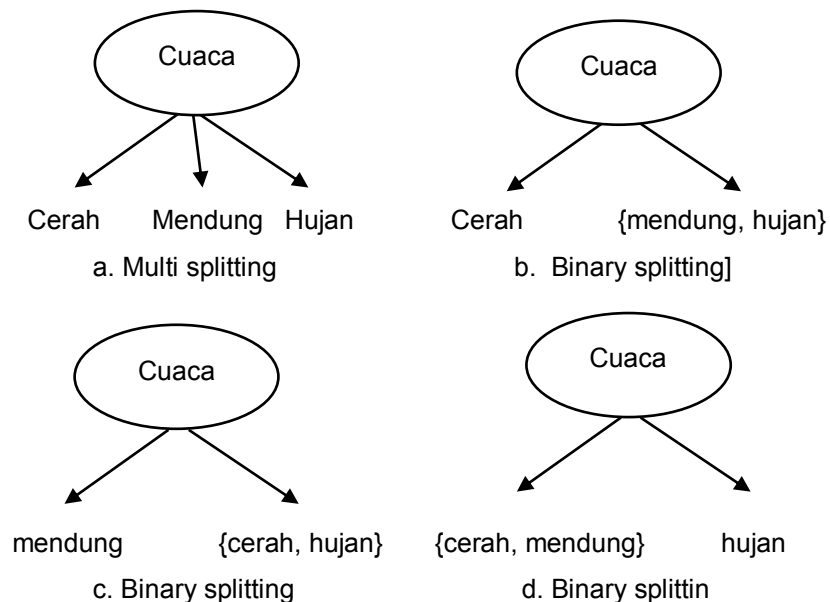 Cuaca
Cerah Mendung Hujan
a. Multi splitting
Cuaca
Cerah {mendung, hujan}
b. Binary splitting]
Cuaca
mendung {cerah, hujan}
c. Binary splitting
Cuaca
{cerah, mendung} hujan
d. Binary splittin